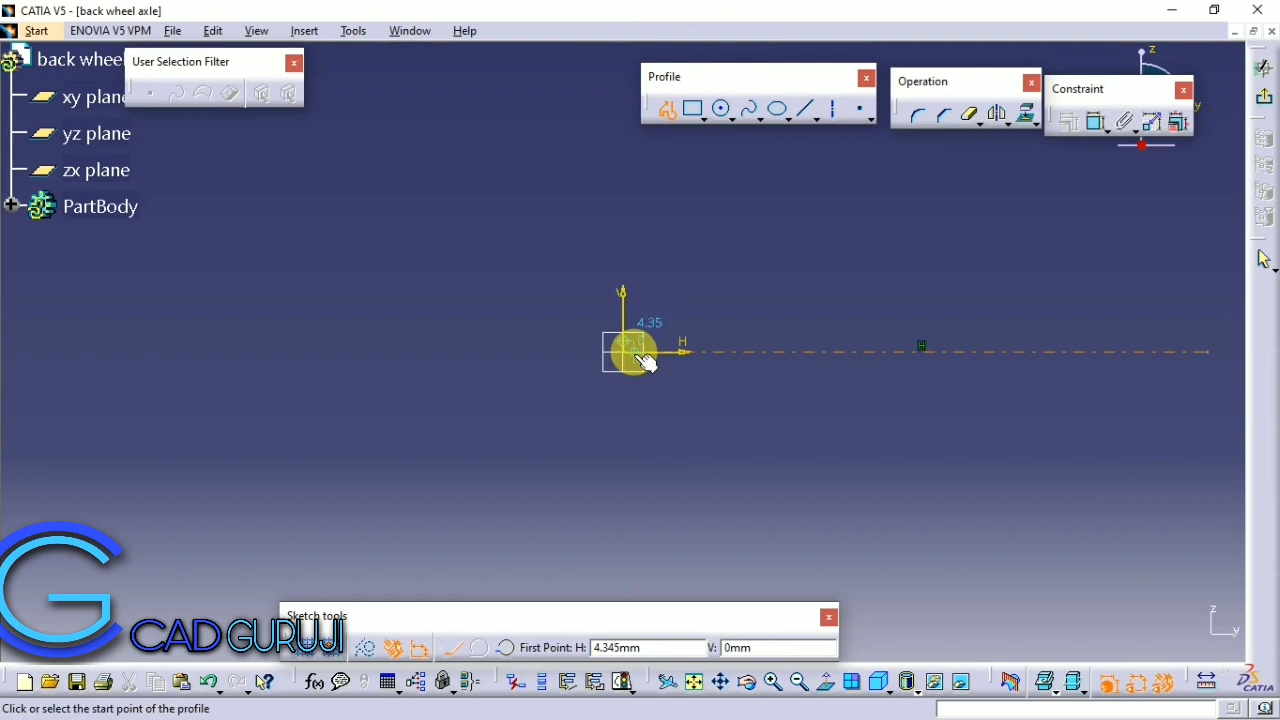 CATIA V5 - [back wheel axle]
Start ENOVIA V5 VPM File Edit View Insert Tools Window Help
back whee
User Selection Filter
Profile
Operation
Constraint
xy plane
yz plane
zx plane
PartBody
z
y
V
4.35
H
H
Sketch tools
First Point: H: 4.345mm V: 0mm
CAD GURUJI
z
y
f(x)
CATIA
Click or select the start point of the profile